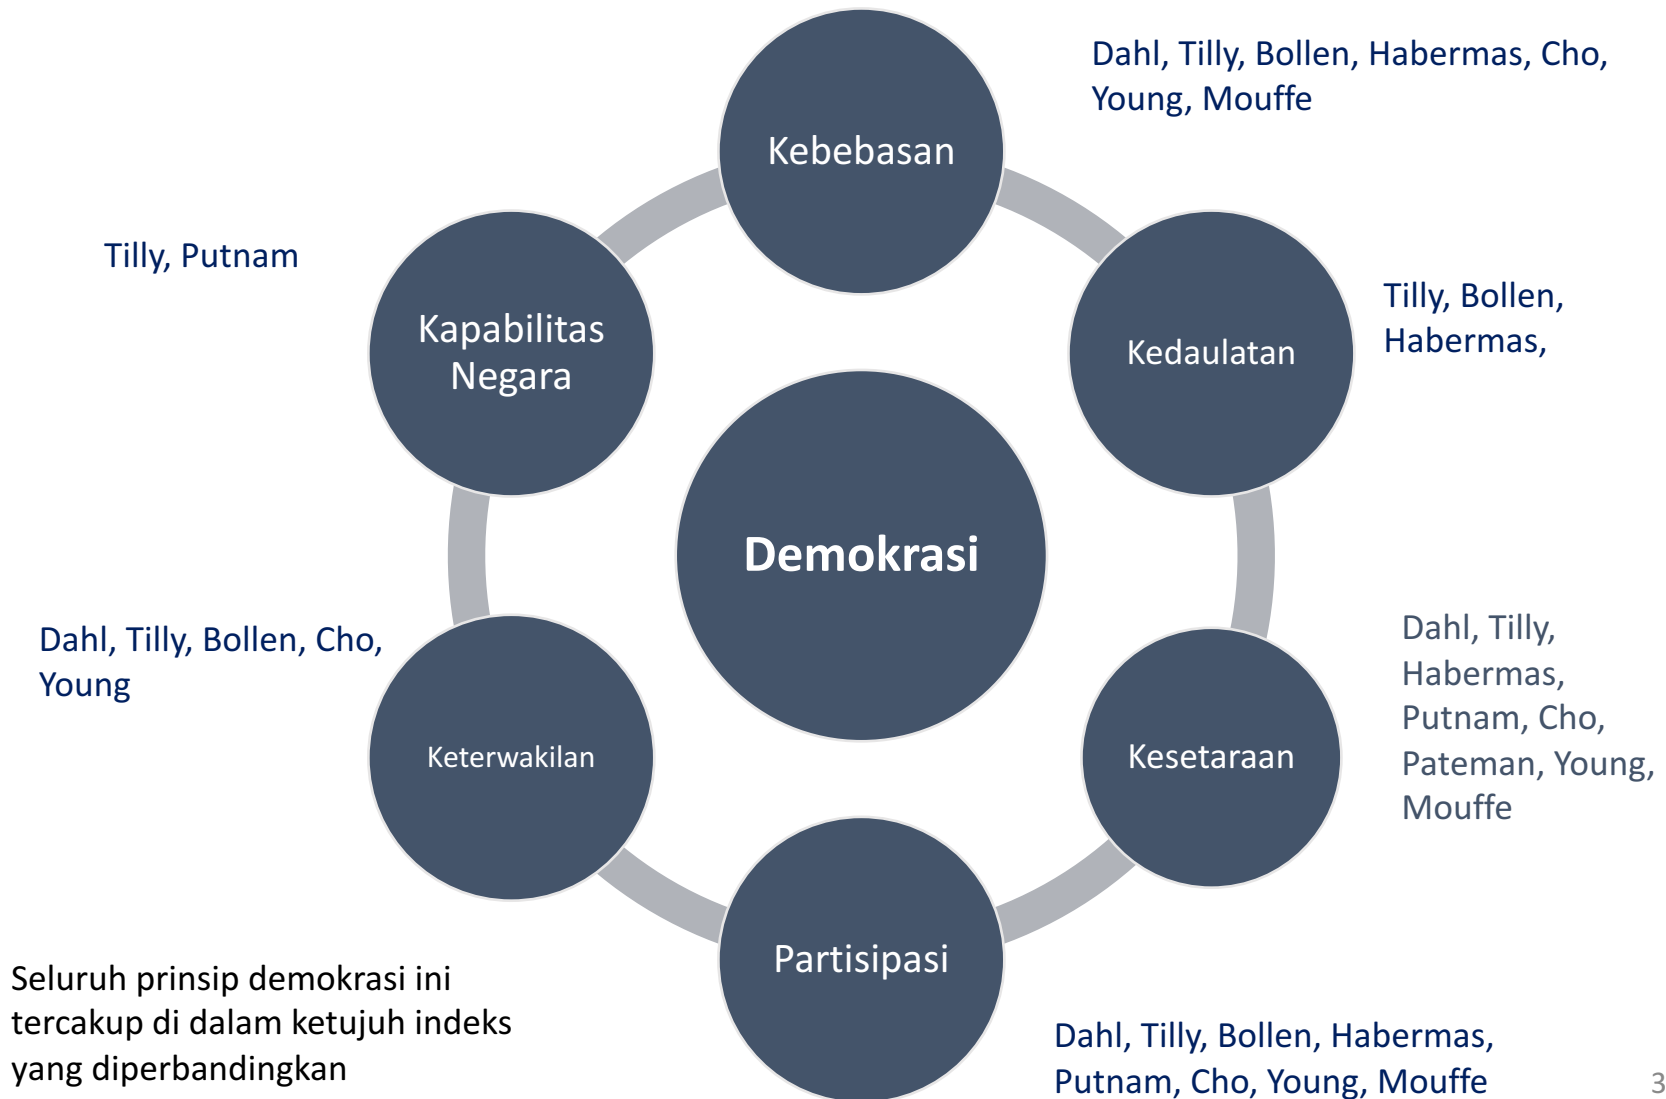 Dahl, Tilly, Bollen, Habermas, Cho,
Young, Mouffe
Kebebasan
Tilly, Putnam
Kapabilitas
Negara
Tilly, Bollen,
Habermas,
Kedaulatan
Demokrasi
Dahl, Tilly, Bollen, Cho,
Young
Keterwakilan
Dahl, Tilly,
Habermas,
Putnam, Cho,
Pateman, Young,
Mouffe
Kesetaraan
Partisipasi
Seluruh prinsip demokrasi ini
tercakup di dalam ketujuh indeks
yang diperbandingkan
Dahl, Tilly, Bollen, Habermas,
Putnam, Cho, Young, Mouffe
3